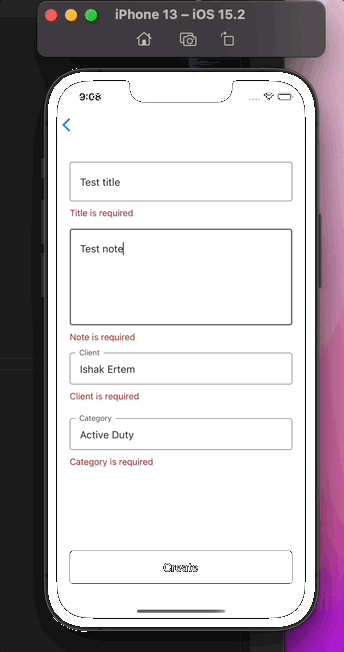 iPhone 13 – iOS 15.2
9:08
Test title
Title is required
Test note
Note is required
Client
Ishak Ertem
Client is required
Category
Active Duty
Category is required
Create